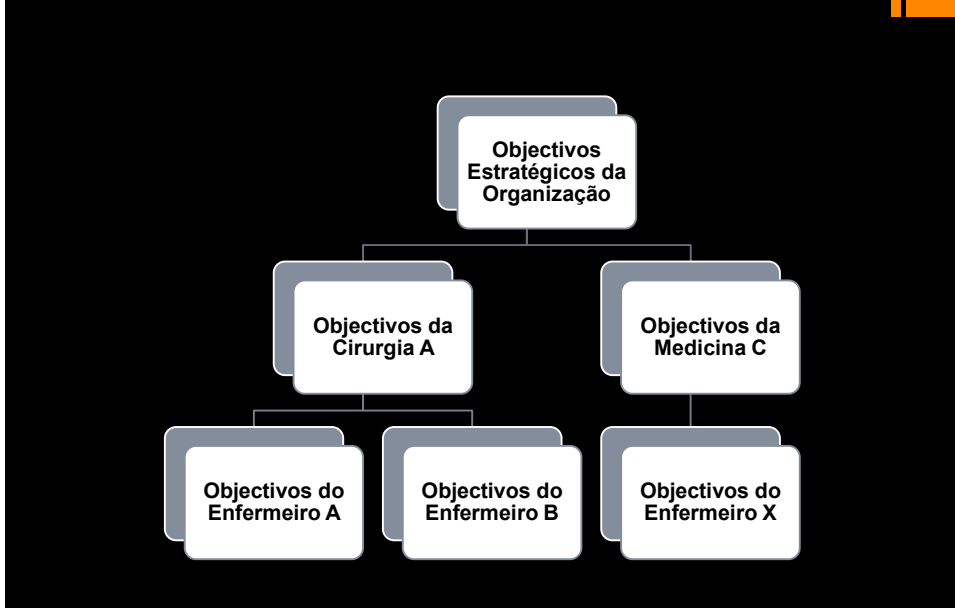 Objectivos
Estratégicos da
Organização
Objectivos da
Cirurgia A
Objectivos da
Medicina C
Objectivos do
Enfermeiro A
Objectivos do
Enfermeiro B
Objectivos do
Enfermeiro X